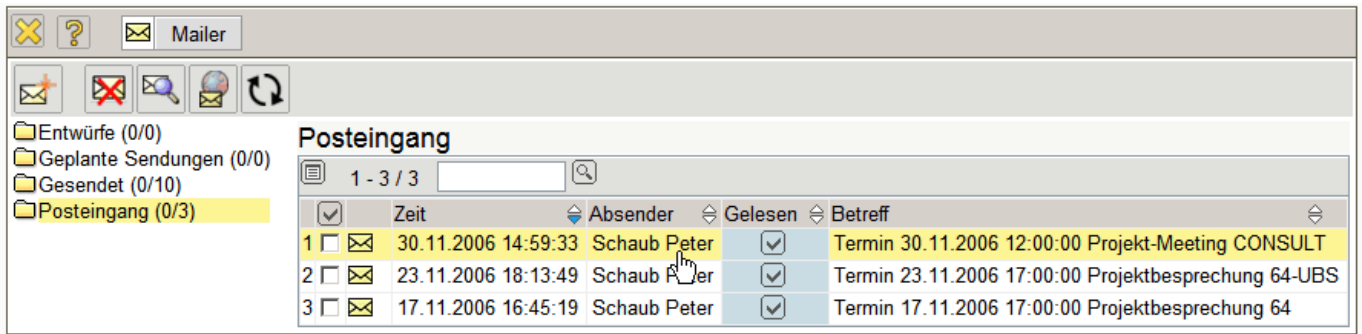 Mailer
Entwürfe (0/0)
Geplante Sendungen (0/0)
Gesendet (0/10)
Posteingang (0/3)
Posteingang
1 - 3 / 3
Zeit Absender Gelesen Betreff
1 30.11.2006 14:59:33 Schaub Peter Termin 30.11.2006 12:00:00 Projekt-Meeting CONSULT
2 23.11.2006 18:13:49 Schaub Peter Termin 23.11.2006 17:00:00 Projektbesprechung 64-UBS
3 17.11.2006 16:45:19 Schaub Peter Termin 17.11.2006 17:00:00 Projektbesprechung 64